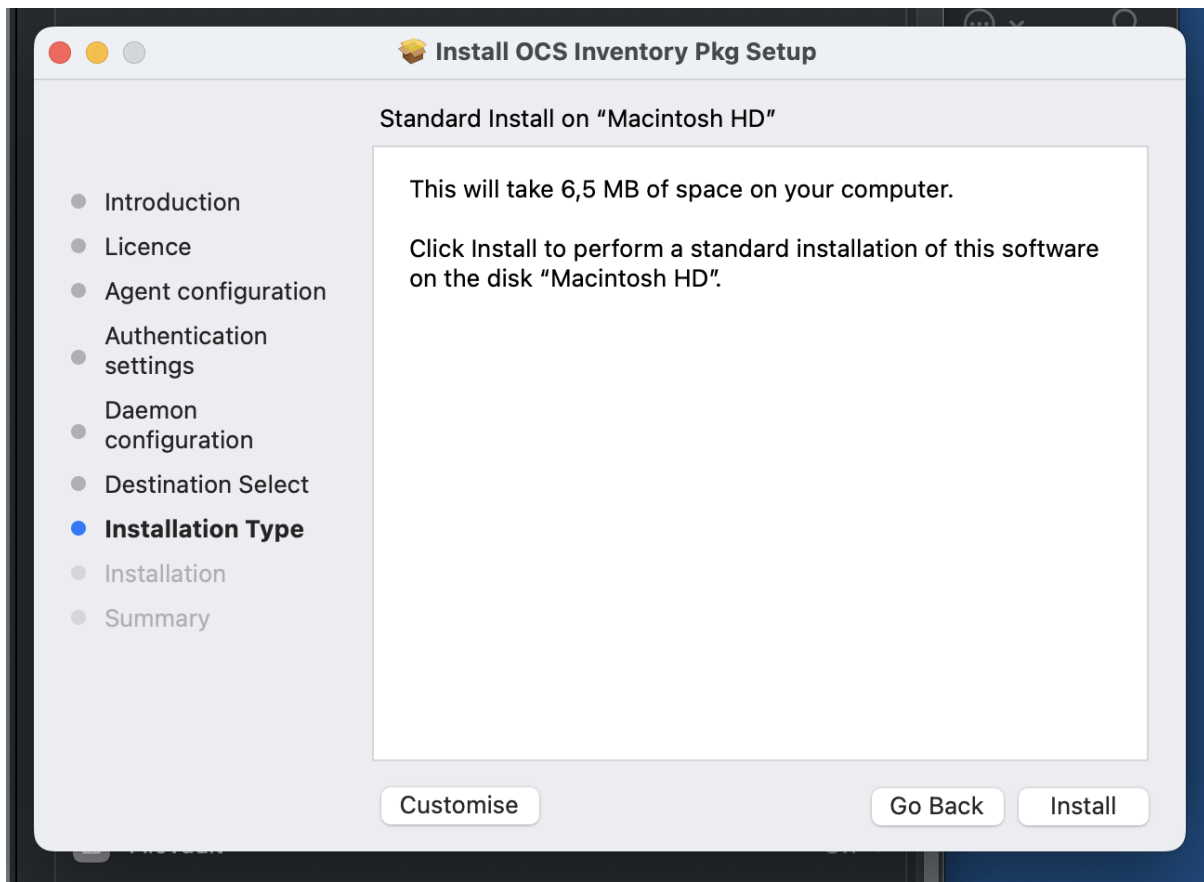 Install OCS Inventory Pkg Setup
Standard Install on “Macintosh HD”
Introduction
Licence
Agent configuration
Authentication
settings
Daemon
configuration
Destination Select
Installation Type
Installation
Summary
This will take 6,5 MB of space on your computer.
Click Install to perform a standard installation of this software
on the disk “Macintosh HD”.
Customise
Go Back
Install